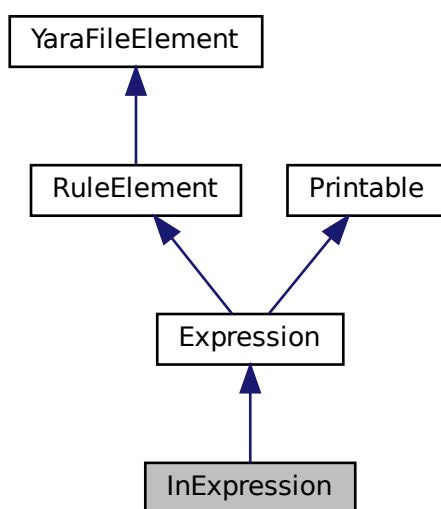 YaraFileElement
RuleElement
Printable
Expression
InExpression